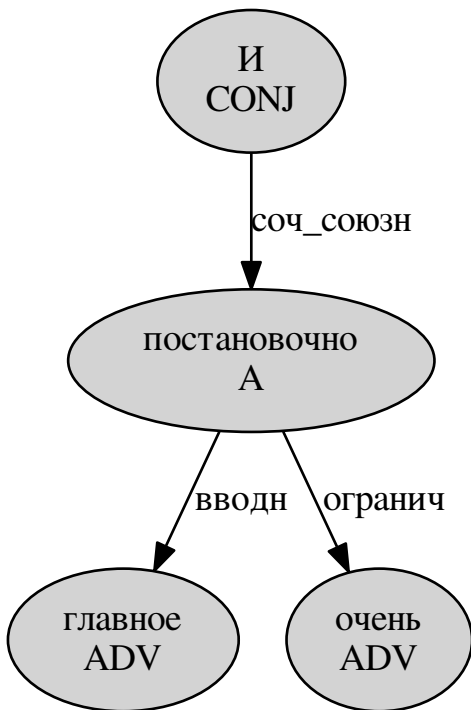 И
CONJ
соч_союзн
постановочно
A
вводн огранич
главное очень
ADV ADV